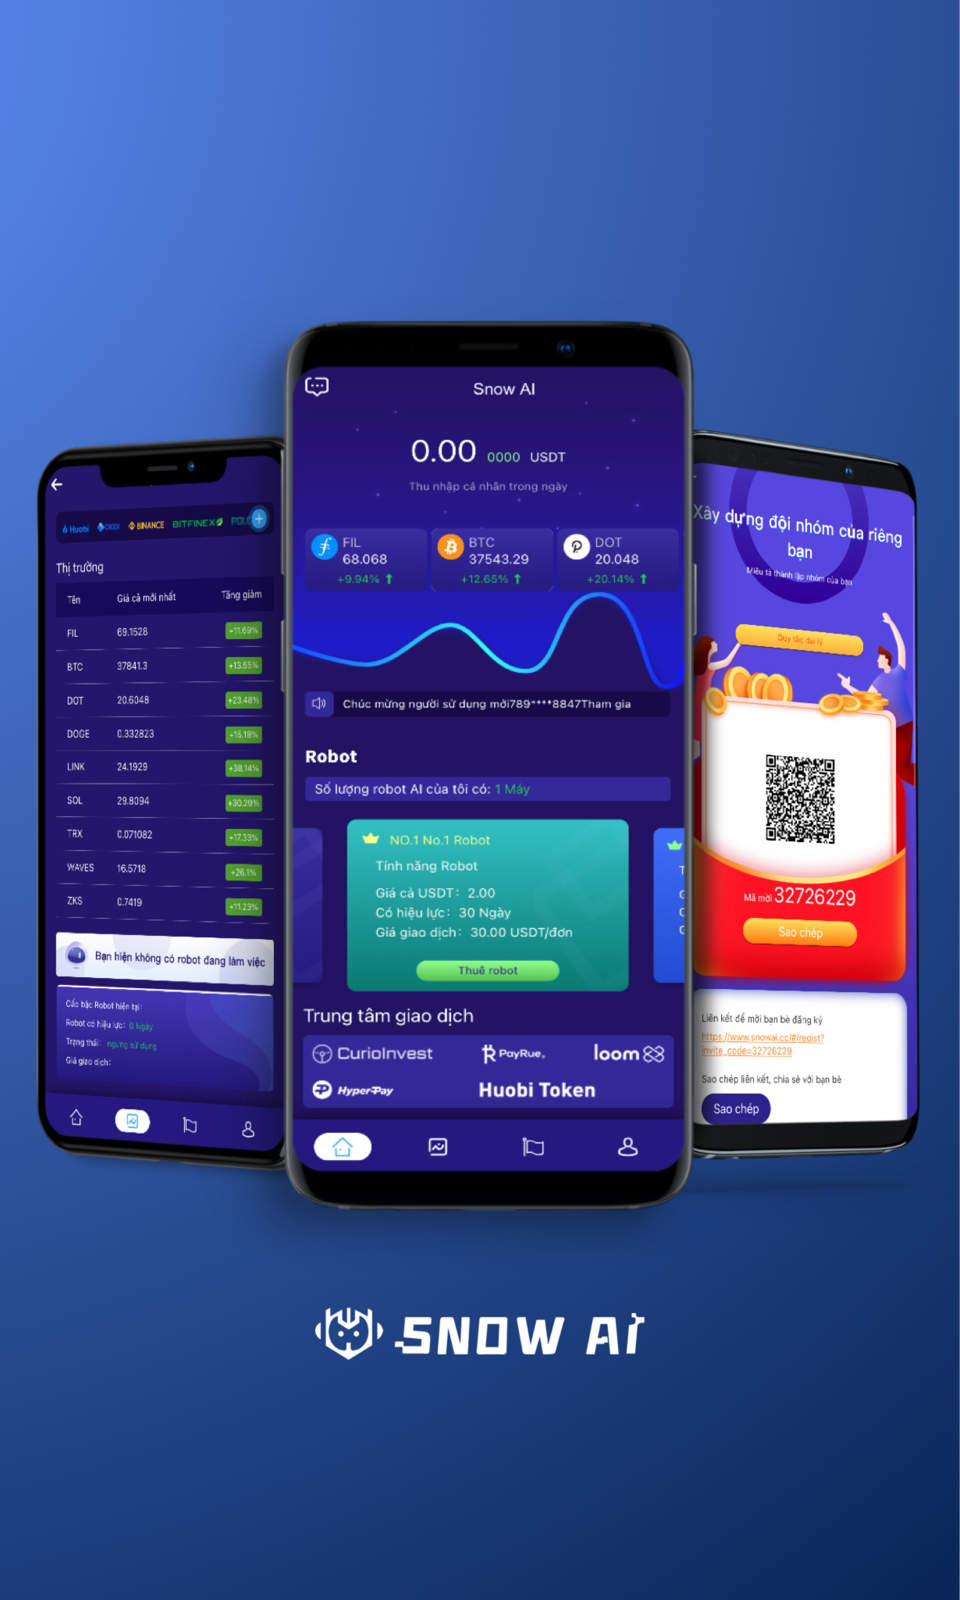 Snow AI
0.00 0000 USDT
Thu nhập cá nhân trong ngày
FIL
68.068
+9.94%
BTC
37543.29
+12.65%
DOT
20.048
+20.14%
Chúc mừng người sử dụng mới789****8847Tham gia
Robot
Số lượng robot AI của tôi có: 1 Máy
NO.1 No.1 Robot
Tính năng Robot
Giá cả USDT: 2.00
Có hiệu lực: 30 Ngày
Giá giao dịch: 30.00 USDT/đơn
Thuê robot
Trung tâm giao dịch
CurioInvest PayRue. loom
HyperPay Huobi Token
Huobi OKEX BINANCE BITFINEX
Thị trường
Tên Giá cả mới nhất Tăng giảm
FIL 69.1528 +11.69%
BTC 37841.3 +13.65%
DOT 20.6048 +23.48%
DOGE 0.332823 +15.18%
LINK 24.1929 +38.14%
SOL 29.8094 +30.29%
TRX 0.071082 +17.33%
WAVES 16.5718 +26.1%
ZKS 0.7419 +11.23%
Bạn hiện không có robot đang làm việc
Cấo bậc Robot hiện tại:
Robot có hiệu lực: 0 Ngày
Trạng thái: ngưng sử dụng
Giá giao dịch:
Xây dựng đội nhóm của riêng
bạn
Miêu tả thành lập nhóm của bạn
Quy tắc đại lý
Mã mời 32726229
Sao chép
Liên kết để mời bạn bè đăng ký
https://www.snowai.cc/#/regist?
invite_code=32726229
Sao chép liên kết, chia sẻ với bạn bè
Sao chép
SNOW AI